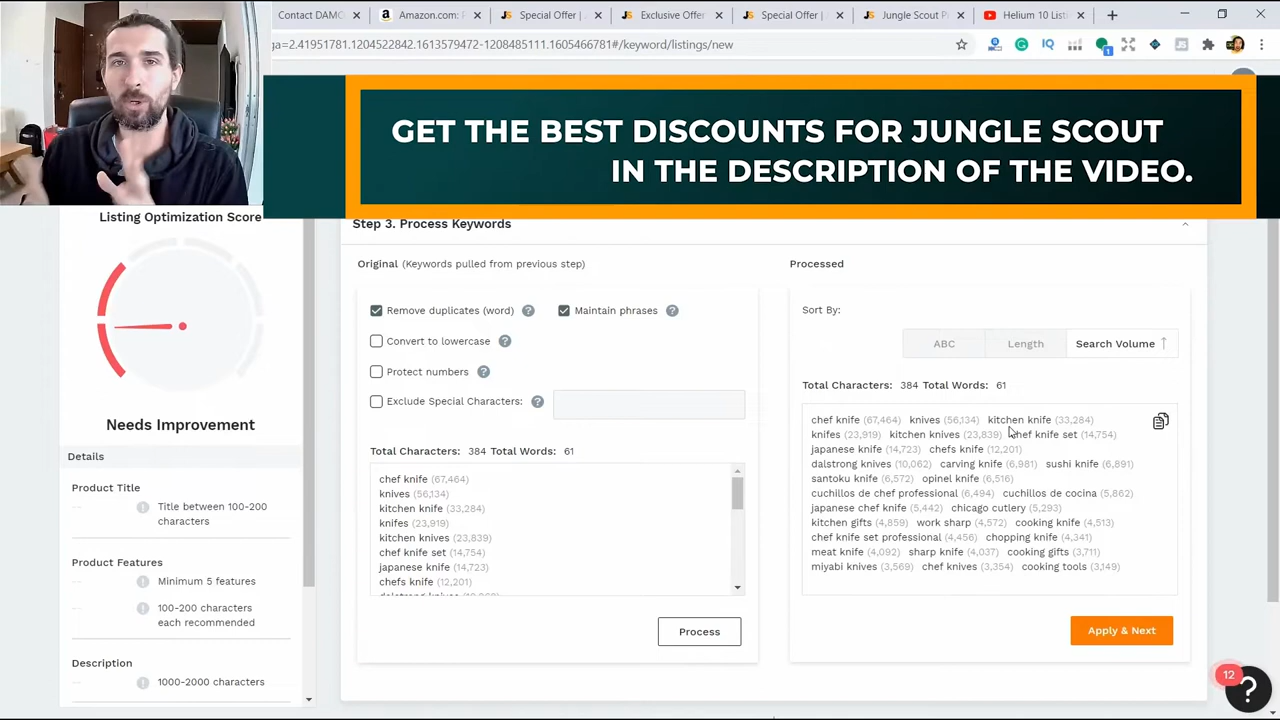 Contact DAMC
Amazon.com: F
Special Offer |
Exclusive Offer
Special Offer
Jungle Scout P
Helium 10 Listi
ga=2.41951781.1204522842.1613579472-1208485111.1605466781#/keyword/listings/new
GET THE BEST DISCOUNTS FOR JUNGLE SCOUT
IN THE DESCRIPTION OF THE VIDEO.
Listing Optimization Score
Needs Improvement
Details
Product Title
-- Title between 100-200
characters
Product Features
-- Minimum 5 features
-- 100-200 characters
each recommended
Description
-- 1000-2000 characters
Step 3. Process Keywords
Original (Keywords pulled from previous step)
Remove duplicates (word) ? Maintain phrases ?
Convert to lowercase ?
Protect numbers ?
Exclude Special Characters: ?
Total Characters: 384 Total Words: 61
chef knife (67,464)
knives (56,134)
kitchen knife (33,284)
knifes (23,919)
kitchen knives (23,839)
chef knife set (14,754)
japanese knife (14,723)
chefs knife (12,201)
Process
Processed
Sort By:
ABC Length Search Volume ↑
Total Characters: 384 Total Words: 61
chef knife (67,464) knives (56,134) kitchen knife (33,284)
knifes (23,919) kitchen knives (23,839) chef knife set (14,754)
japanese knife (14,723) chefs knife (12,201)
dalstrong knives (10,062) carving knife (6,981) sushi knife (6,891)
santoku knife (6,572) opinel knife (6,516)
cuchillos de chef professional (6,494) cuchillos de cocina (5,862)
japanese chef knife (5,442) chicago cutlery (5,293)
kitchen gifts (4,859) work sharp (4,572) cooking knife (4,513)
chef knife set professional (4,456) chopping knife (4,341)
meat knife (4,092) sharp knife (4,037) cooking gifts (3,711)
miyabi knives (3,569) chef knives (3,354) cooking tools (3,149)
Apply & Next
12
?